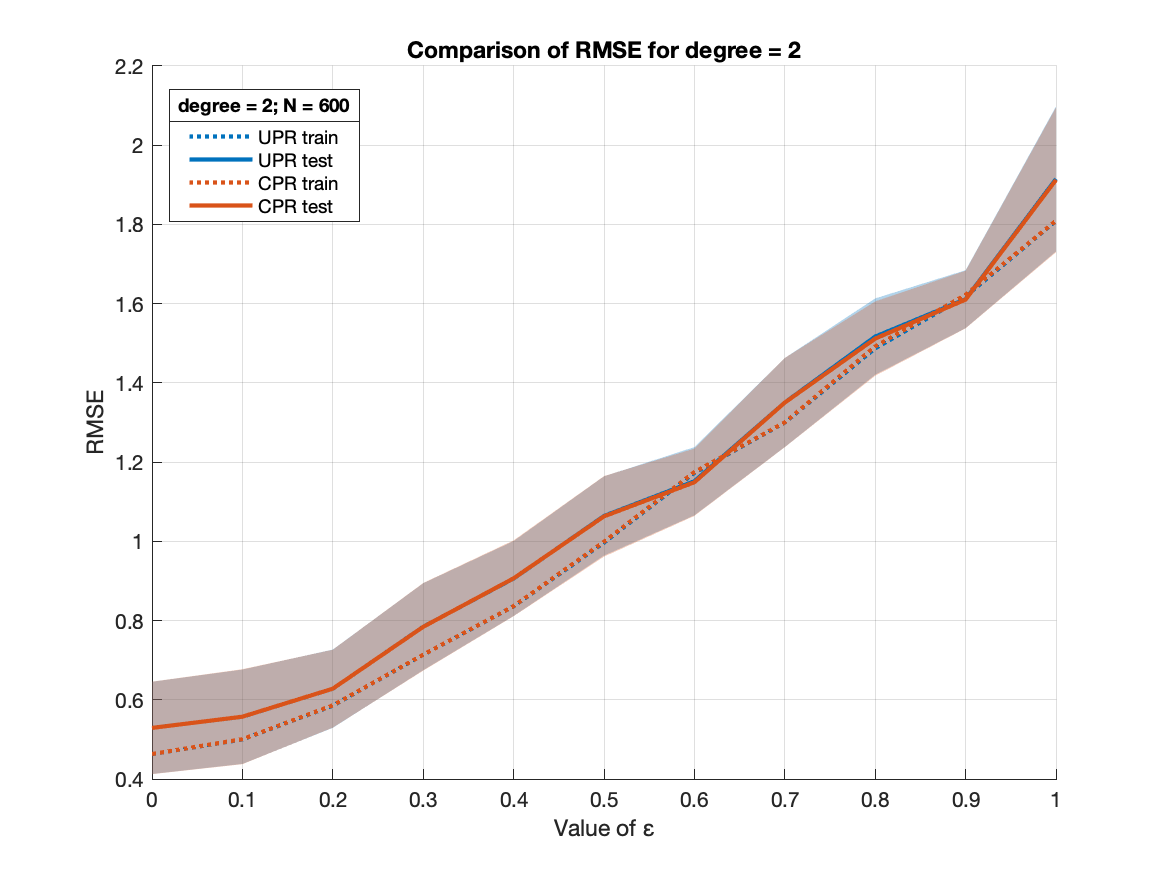 Comparison of RMSE for degree = 2
2.2
2
1.8
1.6
1.4
1.2
1
0.8
0.6
0.4
RMSE
degree = 2; N = 600
UPR train
UPR test
CPR train
CPR test
0 0.1 0.2 0.3 0.4 0.5 0.6 0.7 0.8 0.9 1
Value of ε